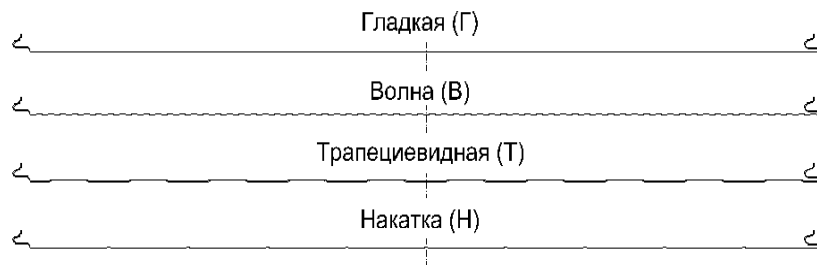 Гладкая (Г)
Волна (В)
Трапециевидная (Т)
Накатка (Н)